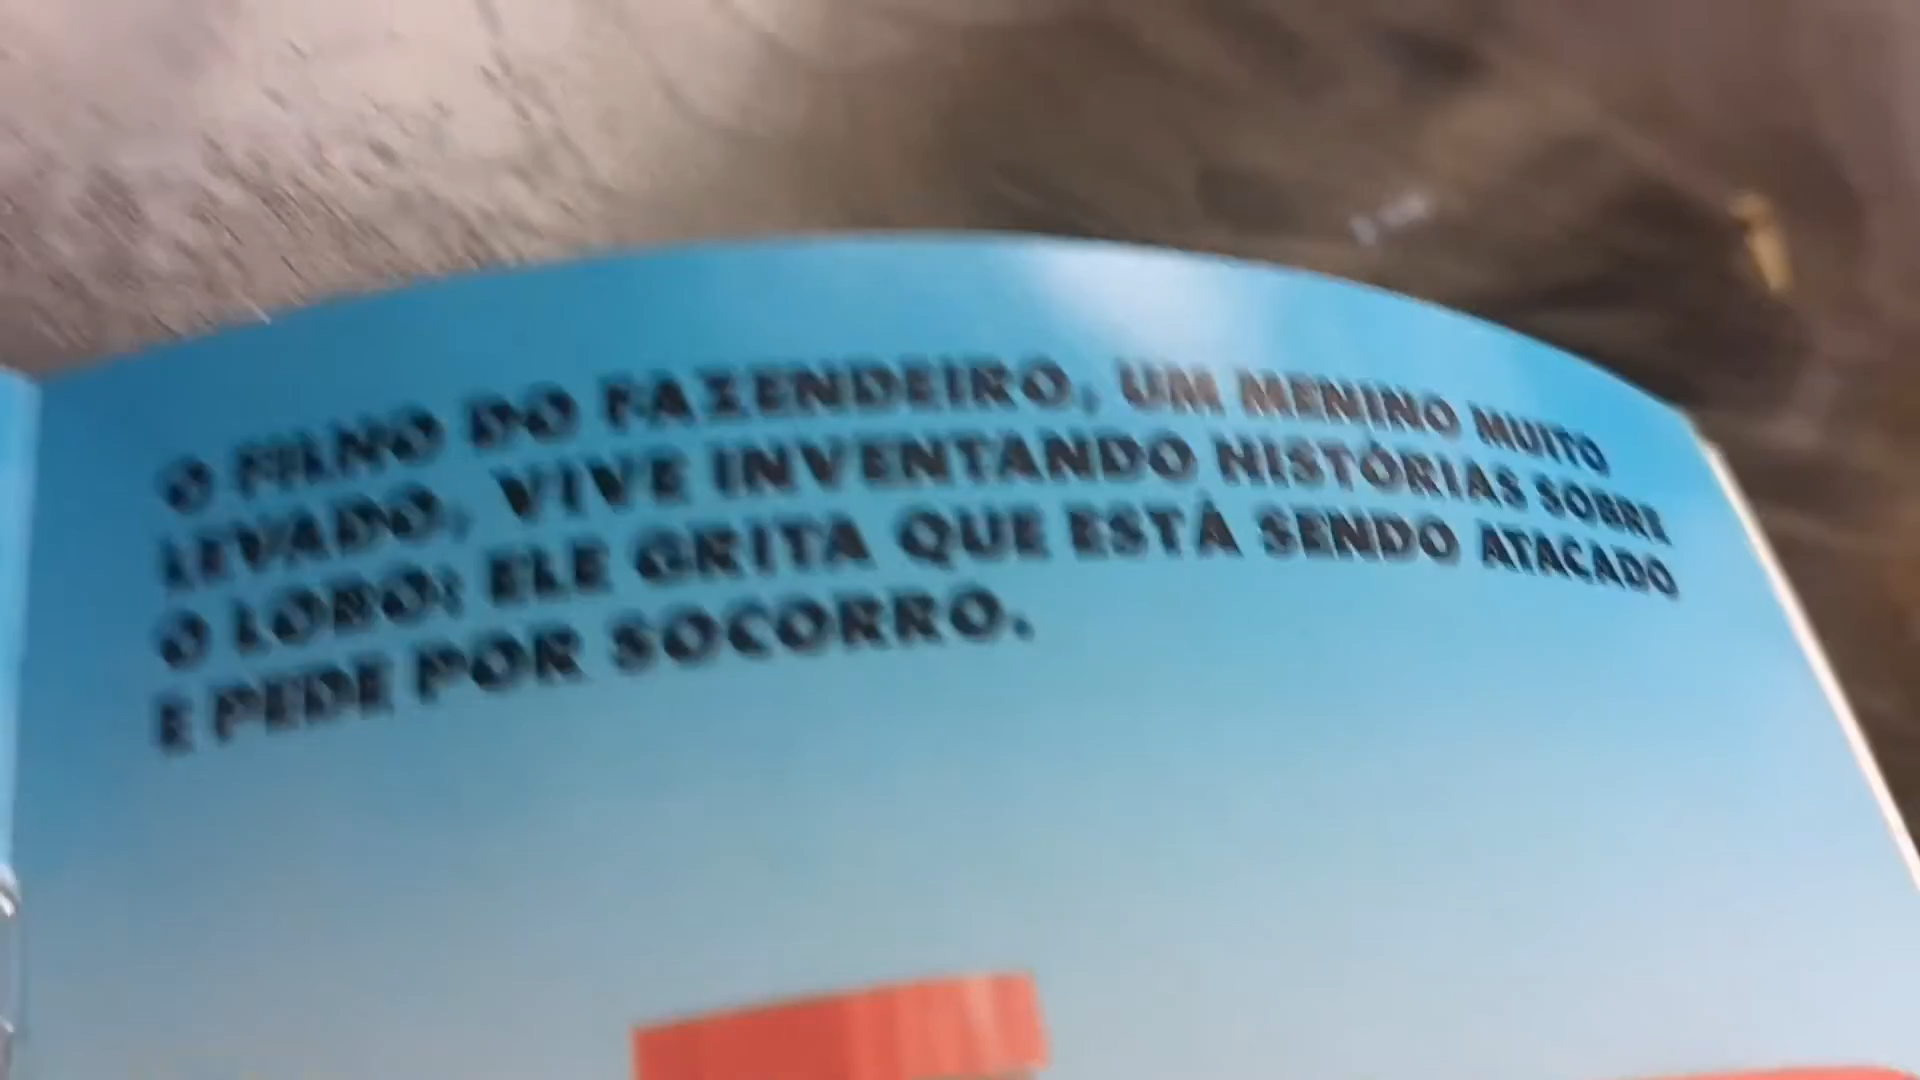 O FILHO DO FAZENDEIRO, UM MENINO MUITO
LEVADO, VIVE INVENTANDO HISTÓRIAS SOBRE
O LOBO: ELE GRITA QUE ESTÁ SENDO ATACADO
E PEDE POR SOCORRO.